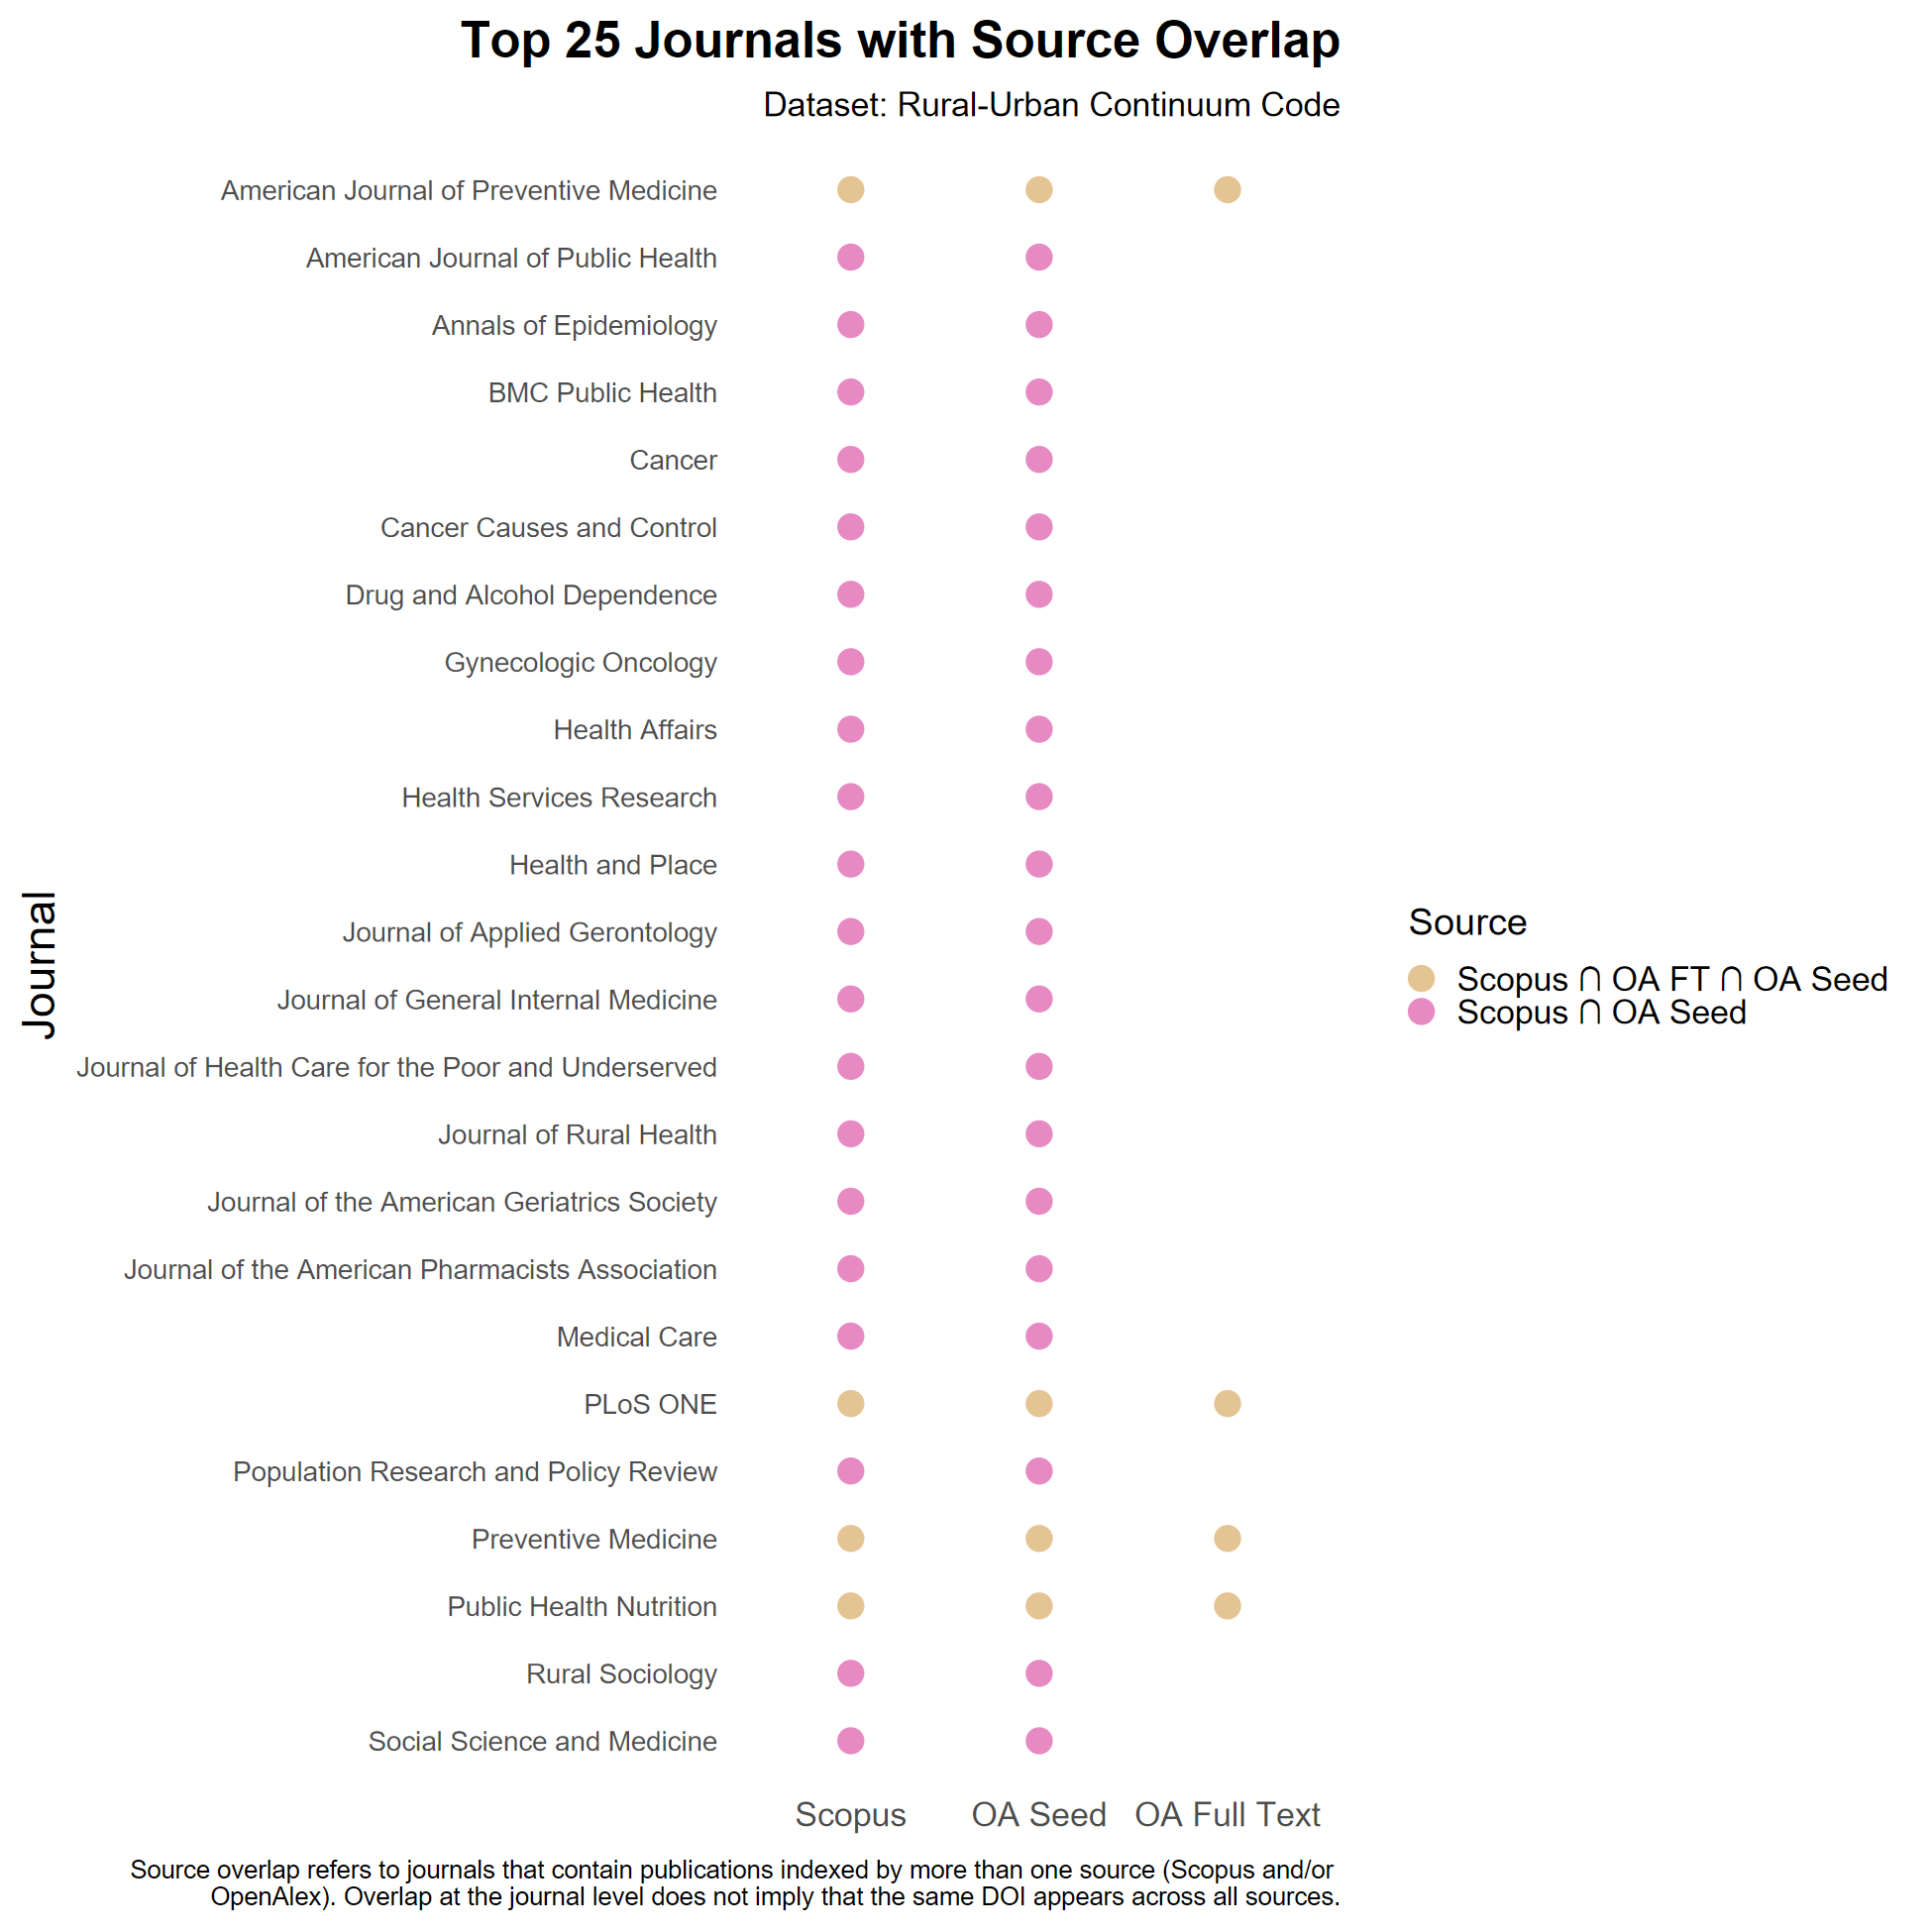 Top 25 Journals with Source Overlap
Dataset: Rural-Urban Continuum Code
Journal
American Journal of Preventive Medicine
American Journal of Public Health
Annals of Epidemiology
BMC Public Health
Cancer
Cancer Causes and Control
Drug and Alcohol Dependence
Gynecologic Oncology
Health Affairs
Health Services Research
Health and Place
Journal of Applied Gerontology
Journal of General Internal Medicine
Journal of Health Care for the Poor and Underserved
Journal of Rural Health
Journal of the American Geriatrics Society
Journal of the American Pharmacists Association
Medical Care
PLoS ONE
Population Research and Policy Review
Preventive Medicine
Public Health Nutrition
Rural Sociology
Social Science and Medicine
Scopus OA Seed OA Full Text
Source
Scopus ∩ OA FT ∩ OA Seed
Scopus ∩ OA Seed
Source overlap refers to journals that contain publications indexed by more than one source (Scopus and/or
OpenAlex). Overlap at the journal level does not imply that the same DOI appears across all sources.